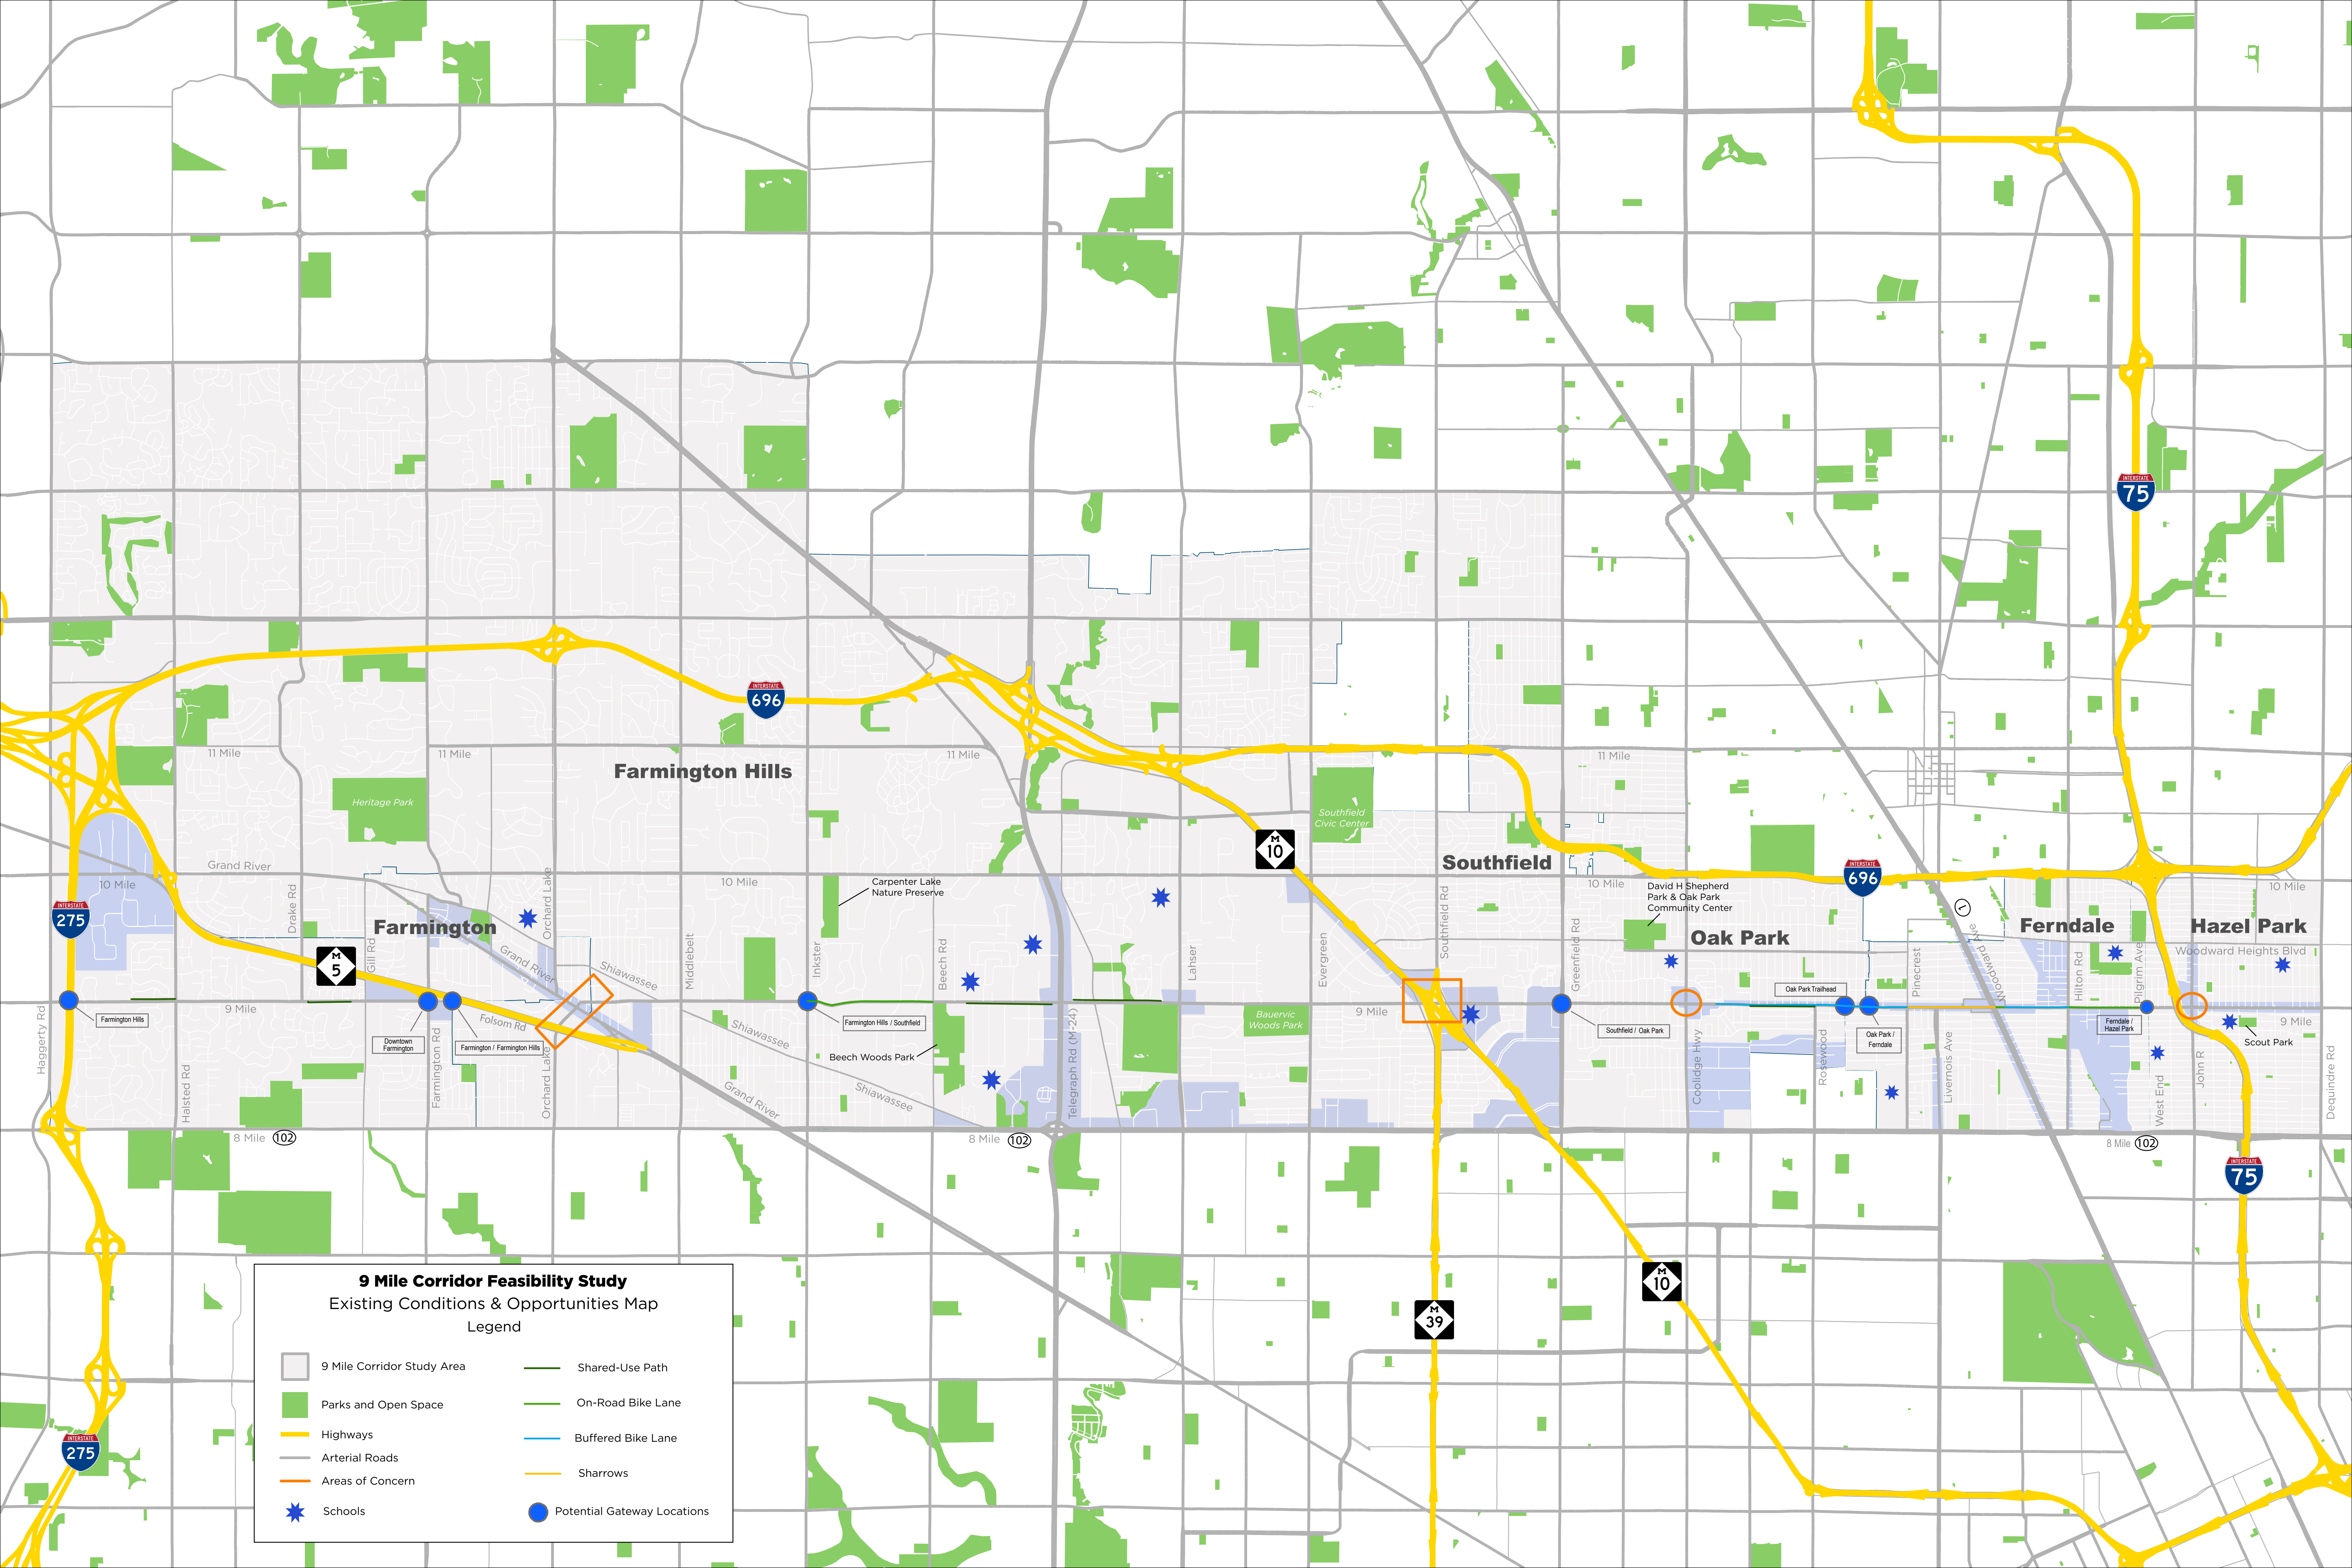 INTERSTATE
75
INTERSTATE
696
11 Mile
11 Mile
11 Mile
11 Mile
Farmington Hills
Heritage Park
Southfield
Civic Center
M
10
Southfield
Grand River
10 Mile
10 Mile
10 Mile
10 Mile
INTERSTATE
696
Carpenter Lake
Nature Preserve
David H Shepherd
Park & Oak Park
Community Center
INTERSTATE
275
Drake Rd
Orchard Lake
Southfield Rd
Farmington
Oak Park
Ferndale
Hazel Park
M
5
Gill Rd
Grand River
Shiawassee
Middlebelt
Inkster
Beech Rd
Lahser
Evergreen
Greenfield Rd
Pinecrest
Woodward Ave
Hilton Rd
Pilgrim Ave
Woodward Heights Blvd
Oak Park Trailhead
9 Mile
9 Mile
9 Mile
Haggerty Rd
Farmington Hills
Folsom Rd
Downtown
Farmington
Farmington / Farmington Hills
Farmington Hills / Southfield
Bauervic
Woods Park
Southfield / Oak Park
Oak Park /
Ferndale
Ferndale /
Hazel Park
Scout Park
Shiawassee
Beech Woods Park
Halsted Rd
Farmington Rd
Orchard Lake
Grand River
Shiawassee
Telegraph Rd (M-24)
Coolidge Hwy
Rosewood
Livernois Ave
West End
John R
Dequindre Rd
8 Mile
102
8 Mile
102
8 Mile
102
INTERSTATE
75
M
10
M
39
INTERSTATE
275
9 Mile Corridor Feasibility Study
Existing Conditions & Opportunities Map
Legend
9 Mile Corridor Study Area
Parks and Open Space
Highways
Arterial Roads
Areas of Concern
Schools
Shared-Use Path
On-Road Bike Lane
Buffered Bike Lane
Sharrows
Potential Gateway Locations